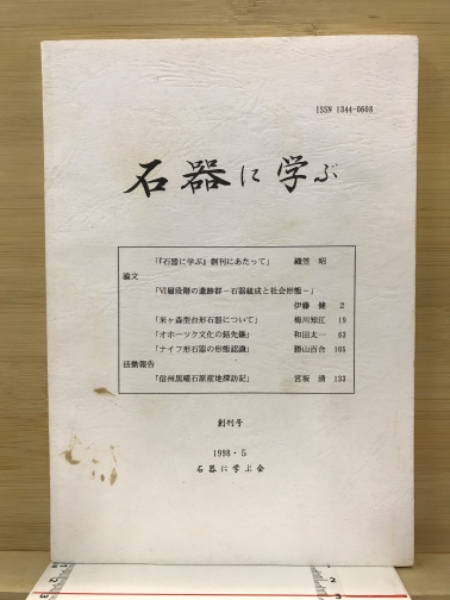 ISSN 1344-0608
石器に学ぶ
「『石器に学ぶ』創刊にあたって」 織笠 昭
論文
「Ⅵ層段階の遺跡群－石器組成と社会形態－」
伊藤 健 2
「米ヶ森型台形石器について」 梅川知江 19
「オホーツク文化の銛先鏃」 和田太一 63
「ナイフ形石器の形態認識」 勝山百合 105
活動報告
「信州黒曜石原産地探訪記」 宮坂 清 133
創刊号
1998・5
石器に学ぶ会